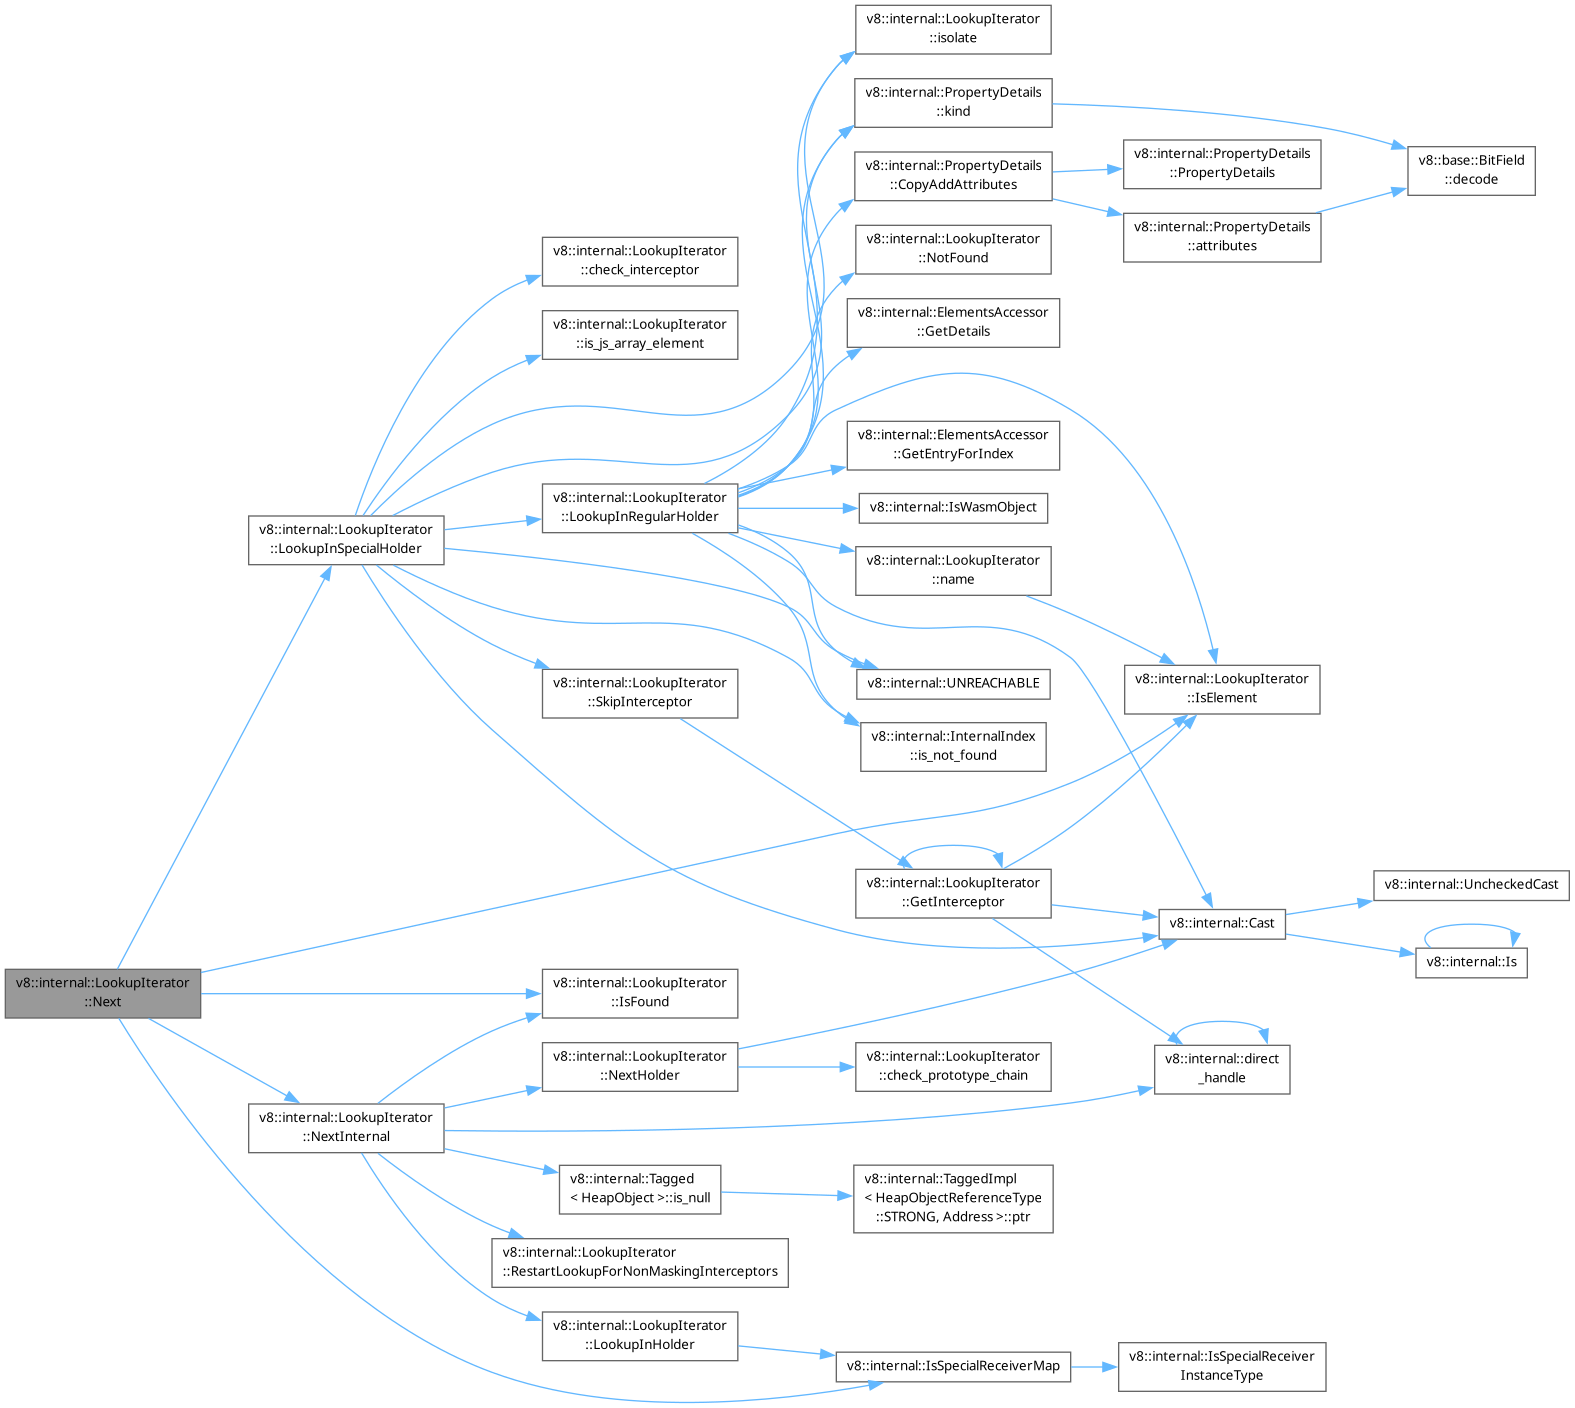 v8::internal::LookupIterator
::isolate
v8::internal::PropertyDetails
::kind
v8::internal::PropertyDetails
::CopyAddAttributes
v8::internal::PropertyDetails
::PropertyDetails
v8::base::BitField
::decode
v8::internal::PropertyDetails
::attributes
v8::internal::LookupIterator
::NotFound
v8::internal::LookupIterator
::check_interceptor
v8::internal::ElementsAccessor
::GetDetails
v8::internal::LookupIterator
::is_js_array_element
v8::internal::ElementsAccessor
::GetEntryForIndex
v8::internal::LookupIterator
::LookupInRegularHolder
v8::internal::IsWasmObject
v8::internal::LookupIterator
::LookupInSpecialHolder
v8::internal::LookupIterator
::name
v8::internal::LookupIterator
::SkipInterceptor
v8::internal::UNREACHABLE
v8::internal::LookupIterator
::IsElement
v8::internal::InternalIndex
::is_not_found
v8::internal::LookupIterator
::GetInterceptor
v8::internal::UncheckedCast
v8::internal::Cast
v8::internal::Is
v8::internal::LookupIterator
::Next
v8::internal::LookupIterator
::IsFound
v8::internal::LookupIterator
::NextHolder
v8::internal::LookupIterator
::check_prototype_chain
v8::internal::direct
_handle
v8::internal::LookupIterator
::NextInternal
v8::internal::Tagged
< HeapObject >::is_null
v8::internal::TaggedImpl
< HeapObjectReferenceType
::STRONG, Address >::ptr
v8::internal::LookupIterator
::RestartLookupForNonMaskingInterceptors
v8::internal::LookupIterator
::LookupInHolder
v8::internal::IsSpecialReceiverMap
v8::internal::IsSpecialReceiver
InstanceType